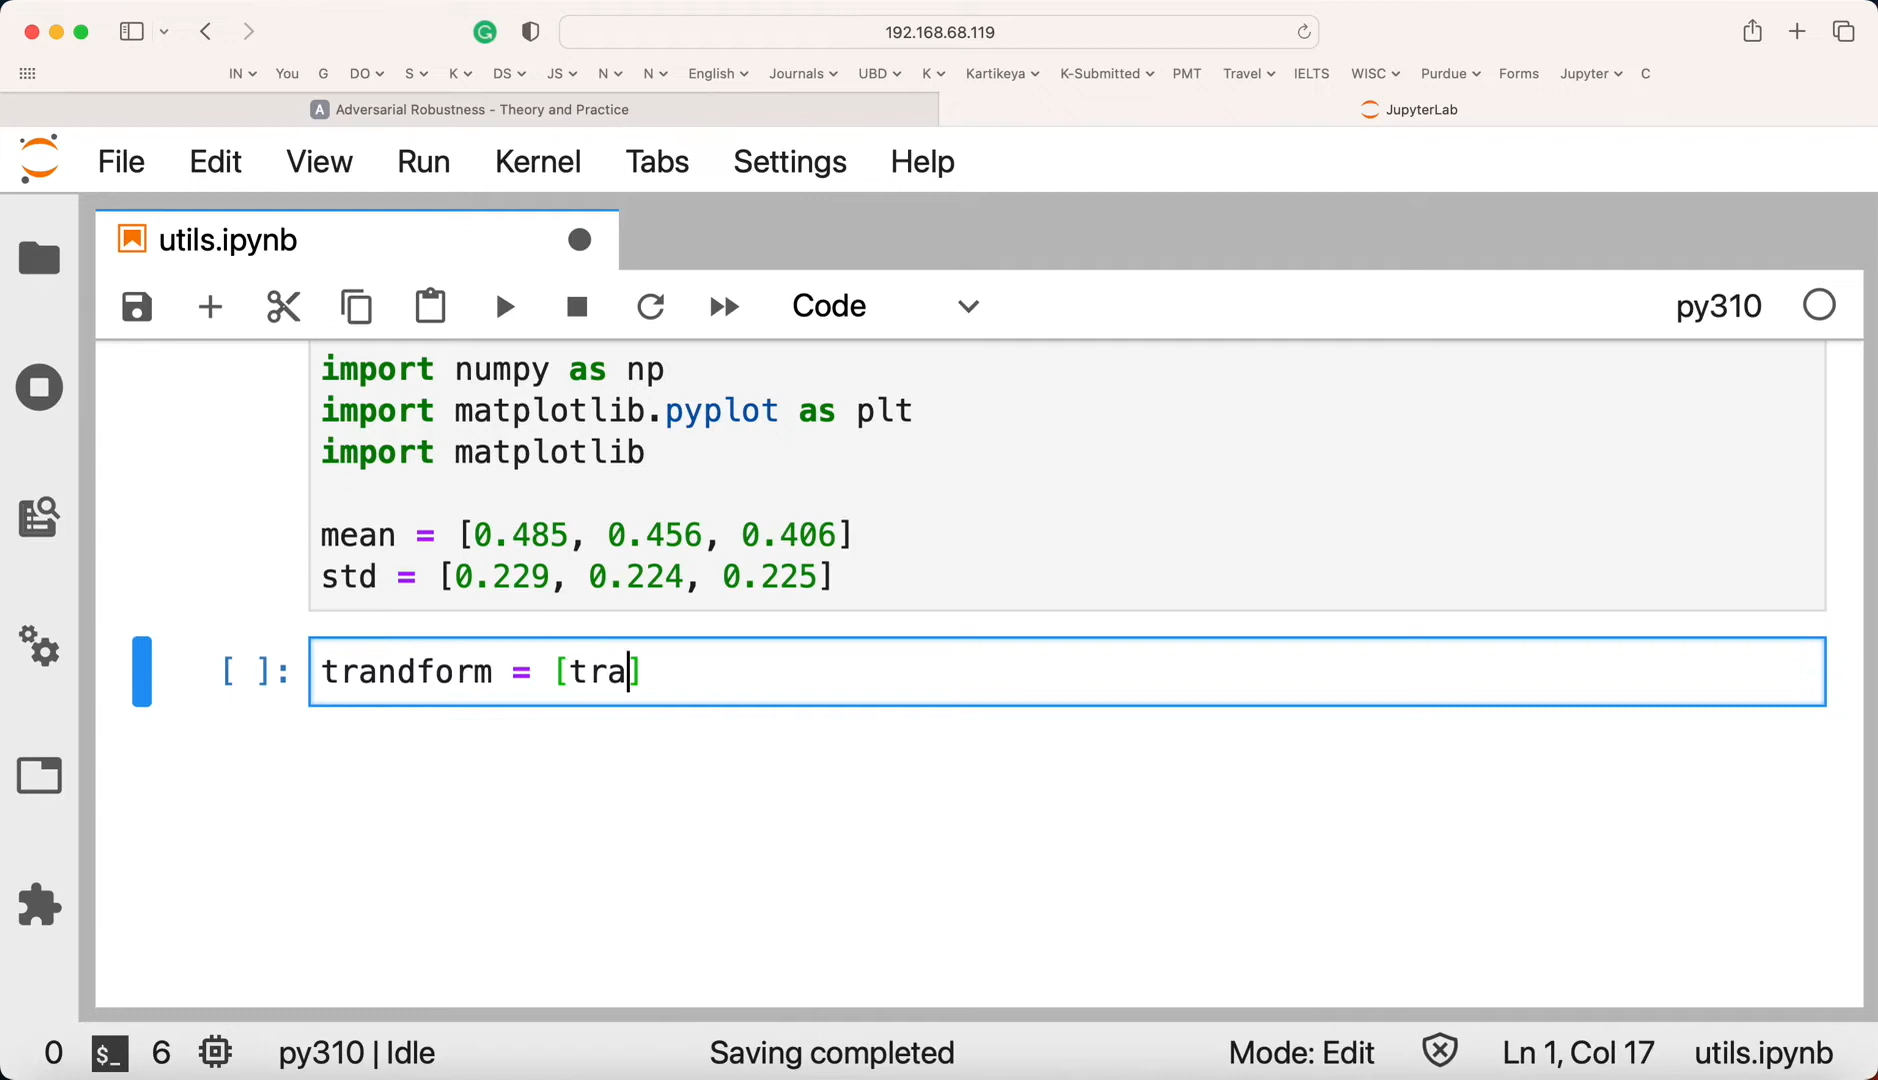 192.168.68.119
IN You G DO S K DS JS N N English Journals UBD K Kartikeya K-Submitted PMT Travel IELTS WISC Purdue Forms Jupyter C
A Adversarial Robustness - Theory and Practice
JupyterLab
File Edit View Run Kernel Tabs Settings Help
utils.ipynb
Code
py310
import numpy as np
import matplotlib.pyplot as plt
import matplotlib
mean = [0.485, 0.456, 0.406]
std = [0.229, 0.224, 0.225]
[ ]: trandform = [tra]
0 $_ 6 py310 | Idle Saving completed Mode: Edit Ln 1, Col 17 utils.ipynb